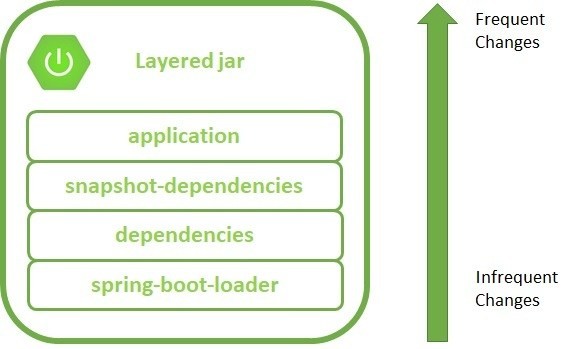 Layered jar
application
snapshot-dependencies
dependencies
spring-boot-loader
Frequent
Changes
Infrequent
Changes